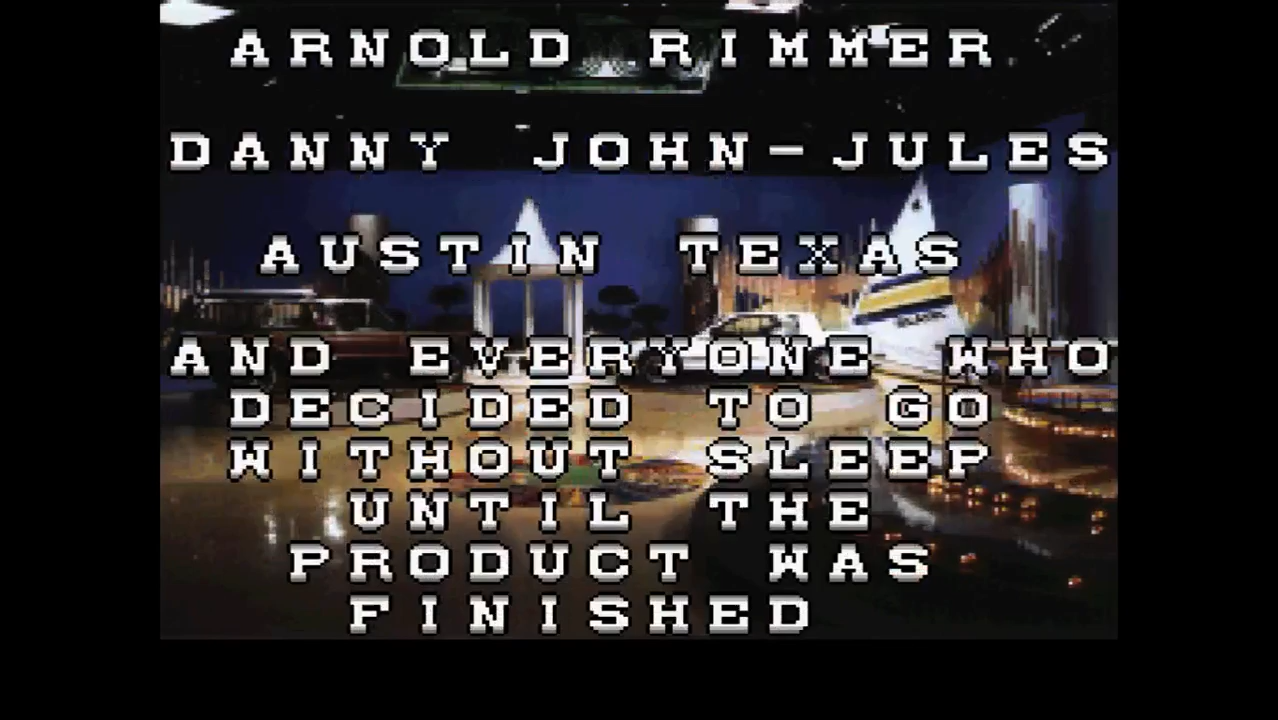 ARNOLD RIMMER
DANNY JOHN-JULES
AUSTIN TEXAS
AND EVERYONE WHO
DECIDED TO GO
WITHOUT SLEEP
UNTIL THE
PRODUCT WAS
FINISHED